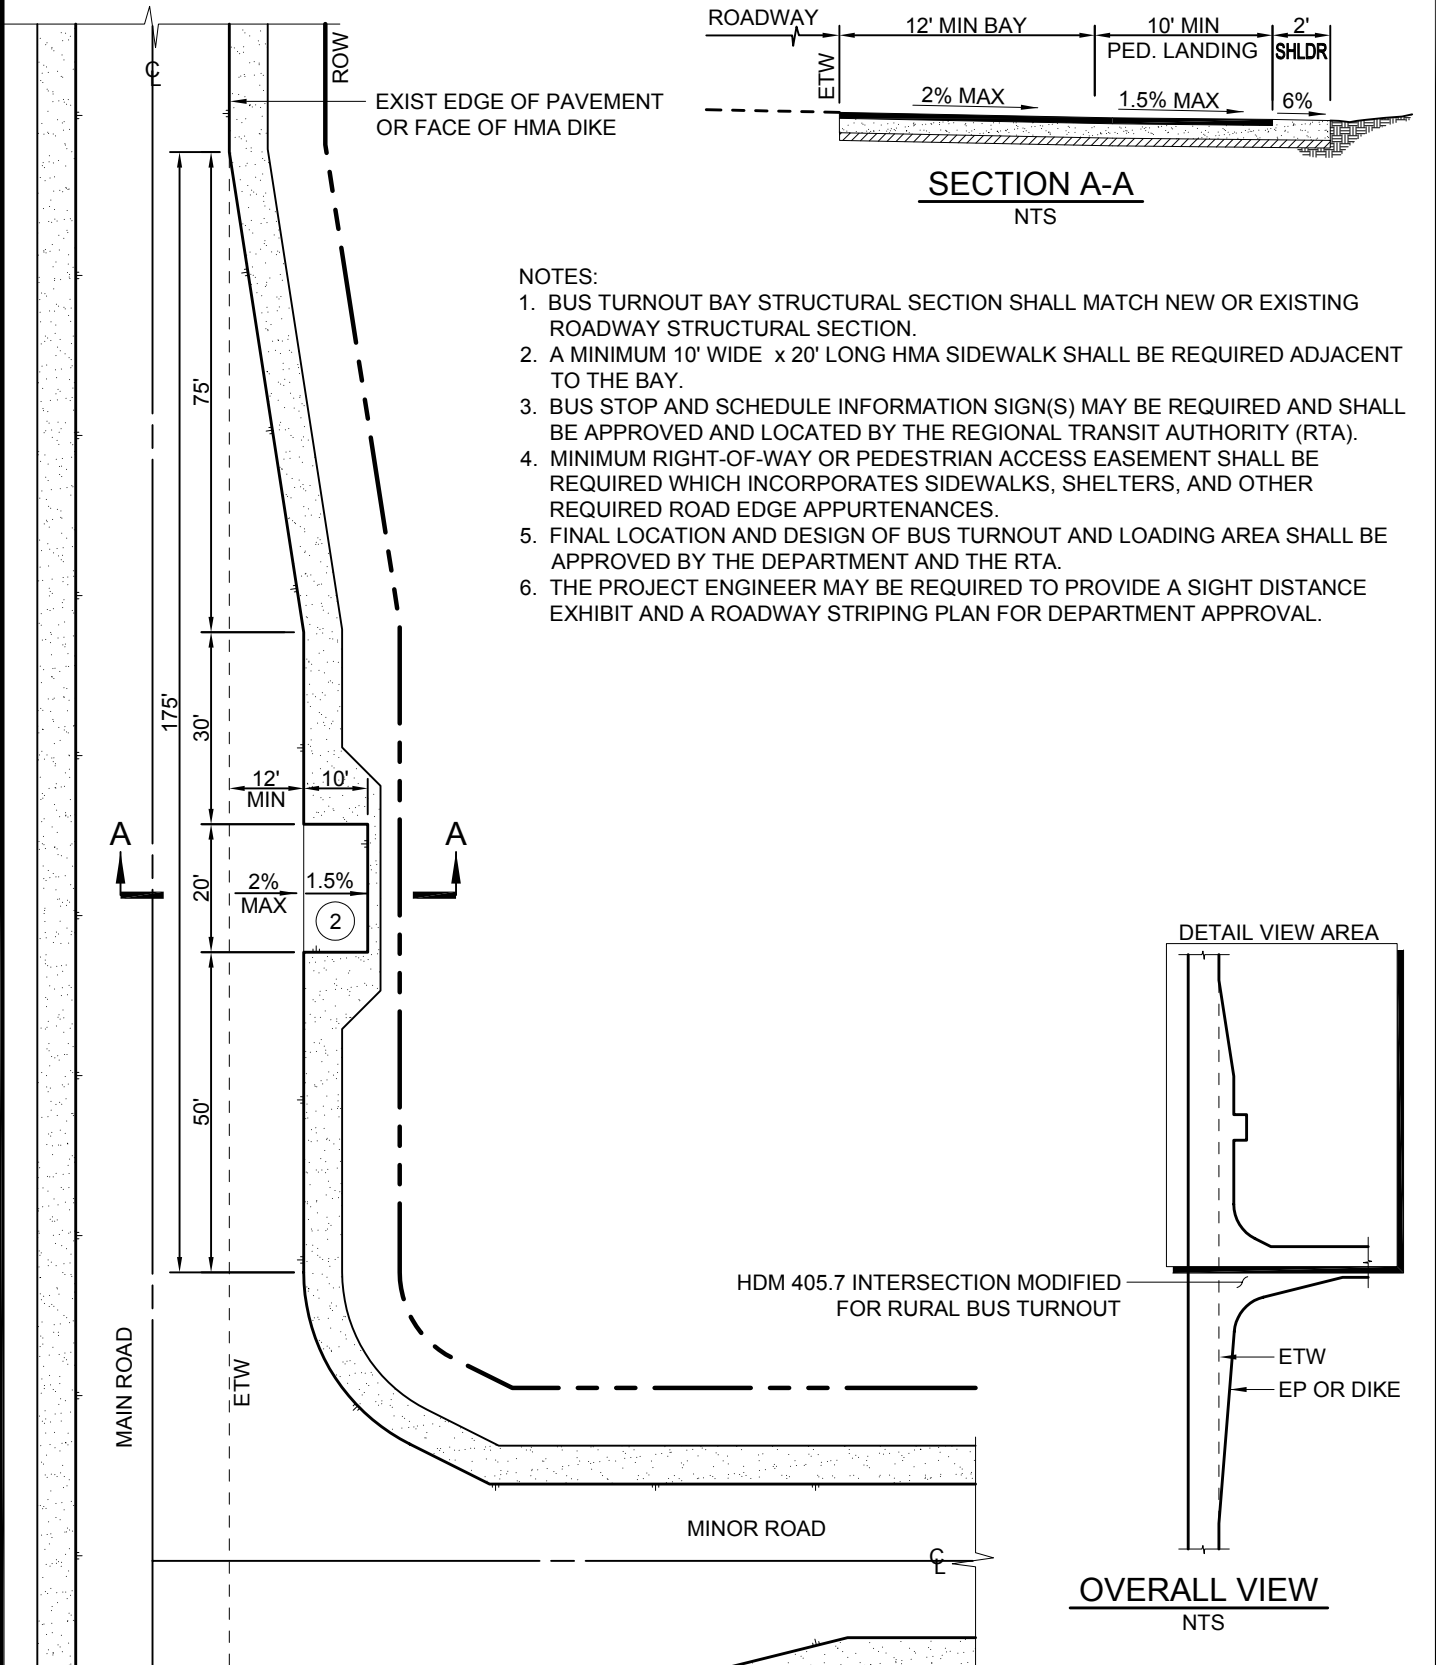 ROADWAY
12' MIN BAY
10' MIN
2'
PED. LANDING
SHLDR
ETW
2% MAX
1.5% MAX
6%
SECTION A-A
NTS
CL
ROW
EXIST EDGE OF PAVEMENT
OR FACE OF HMA DIKE
NOTES:
1. BUS TURNOUT BAY STRUCTURAL SECTION SHALL MATCH NEW OR EXISTING
ROADWAY STRUCTURAL SECTION.
2. A MINIMUM 10' WIDE x 20' LONG HMA SIDEWALK SHALL BE REQUIRED ADJACENT
TO THE BAY.
3. BUS STOP AND SCHEDULE INFORMATION SIGN(S) MAY BE REQUIRED AND SHALL
BE APPROVED AND LOCATED BY THE REGIONAL TRANSIT AUTHORITY (RTA).
4. MINIMUM RIGHT-OF-WAY OR PEDESTRIAN ACCESS EASEMENT SHALL BE
REQUIRED WHICH INCORPORATES SIDEWALKS, SHELTERS, AND OTHER
REQUIRED ROAD EDGE APPURTENANCES.
5. FINAL LOCATION AND DESIGN OF BUS TURNOUT AND LOADING AREA SHALL BE
APPROVED BY THE DEPARTMENT AND THE RTA.
6. THE PROJECT ENGINEER MAY BE REQUIRED TO PROVIDE A SIGHT DISTANCE
EXHIBIT AND A ROADWAY STRIPING PLAN FOR DEPARTMENT APPROVAL.
75'
175'
30'
12'
MIN
10'
A
A
20'
2%
MAX
1.5%
2
50'
MAIN ROAD
ETW
MINOR ROAD
CL
DETAIL VIEW AREA
HDM 405.7 INTERSECTION MODIFIED
FOR RURAL BUS TURNOUT
ETW
EP OR DIKE
OVERALL VIEW
NTS